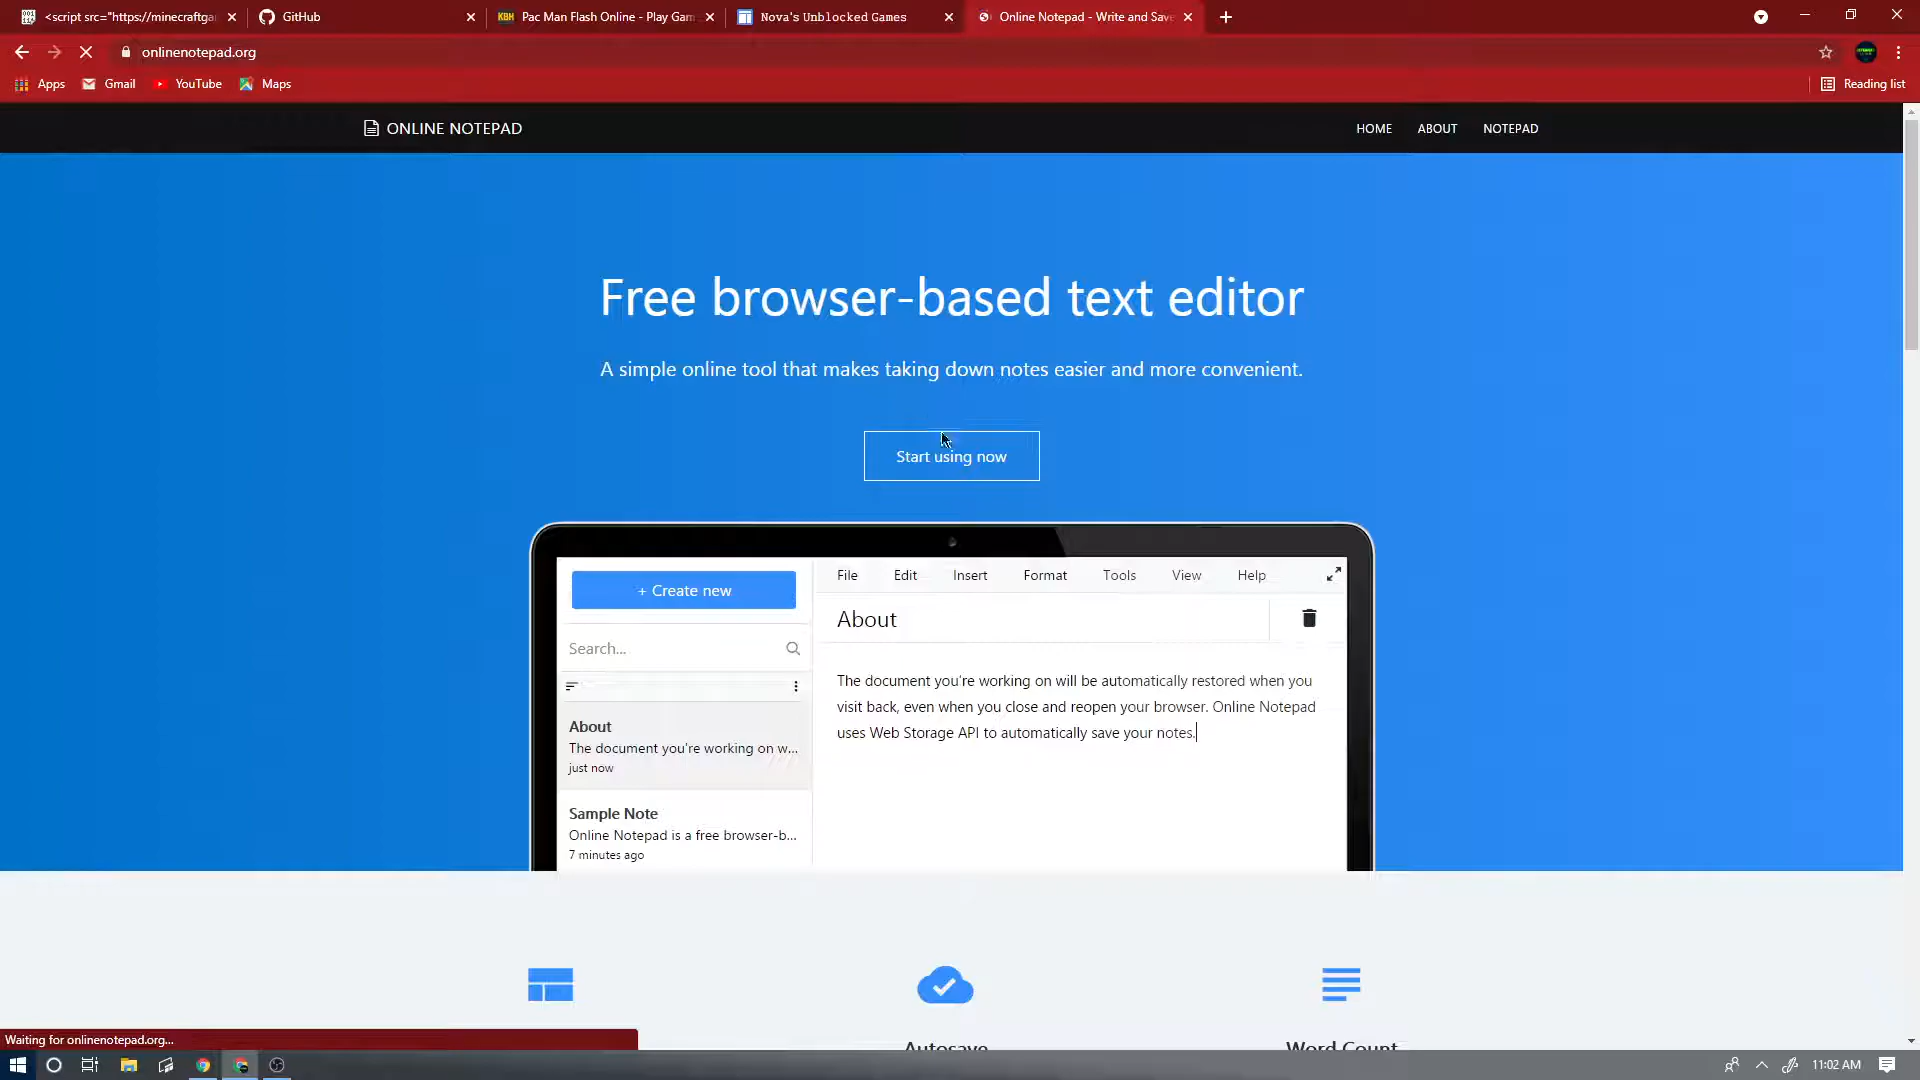 <script src="https://minecraftga
GitHub
Pac Man Flash Online - Play Gam
Nova's Unblocked Games
Online Notepad - Write and Save
onlinenotepad.org
Apps
Gmail
YouTube
Maps
Reading list
ONLINE NOTEPAD
HOME
ABOUT
NOTEPAD
Free browser-based text editor
A simple online tool that makes taking down notes easier and more convenient.
Start using now
+ Create new
File
Edit
Insert
Format
Tools
View
Help
Search...
About
The document you're working on will be automatically restored when you
visit back, even when you close and reopen your browser. Online Notepad
uses Web Storage API to automatically save your notes.
About
The document you're working on w...
just now
Sample Note
Online Notepad is a free browser-b...
7 minutes ago
Autosave
Word Count
Waiting for onlinenotepad.org...
11:02 AM